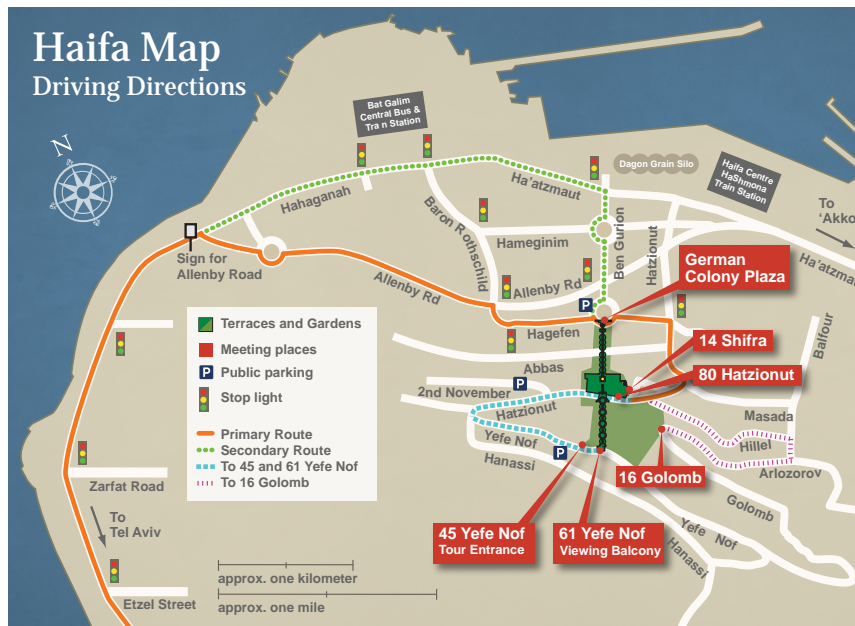 Haifa Map
Driving Directions
N
Bat Galim
Central Bus &
Tra n Station
Dagon Grain Silo
Haifa Centre
HaShmona
Train Station
To
‘Akko
Ha’atzmaut
Hahaganah
Baron Rothschild
Hameginim
Ben Gurion
Hatzionut
Ha’atzmau
Sign for
Allenby Road
Allenby Rd
Allenby Rd
German
Colony Plaza
P
Hagefen
14 Shifra
Balfour
Abbas
80 Hatzionut
P
2nd November
Hatzionut
Masada
Yefe Nof
Hillel
P
Hanassi
Arlozorov
16 Golomb
Golomb
Yefe Nof
Hanassi
45 Yefe Nof
Tour Entrance
61 Yefe Nof
Viewing Balcony
Terraces and Gardens
Meeting places
P Public parking
Stop light
Primary Route
Secondary Route
To 45 and 61 Yefe Nof
To 16 Golomb
Zarfat Road
To
Tel Aviv
Etzel Street
approx. one kilometer
approx. one mile